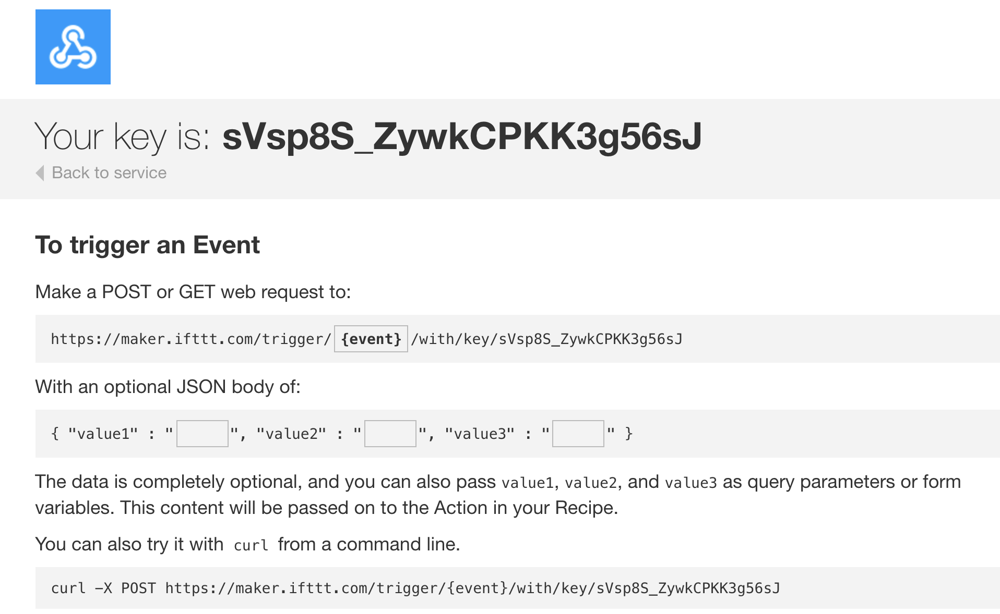 Your key is: sVsp8S_ZywkCPKK3g56sJ
Back to service
To trigger an Event
Make a POST or GET web request to:
https://maker.ifttt.com/trigger/{event}/with/key/sVsp8S_ZywkCPKK3g56sJ
With an optional JSON body of:
{ "value1" : "", "value2" : "", "value3" : "" }
The data is completely optional, and you can also pass value1, value2, and value3 as query parameters or form
variables. This content will be passed on to the Action in your Recipe.
You can also try it with curl from a command line.
curl -X POST https://maker.ifttt.com/trigger/{event}/with/key/sVsp8S_ZywkCPKK3g56sJ